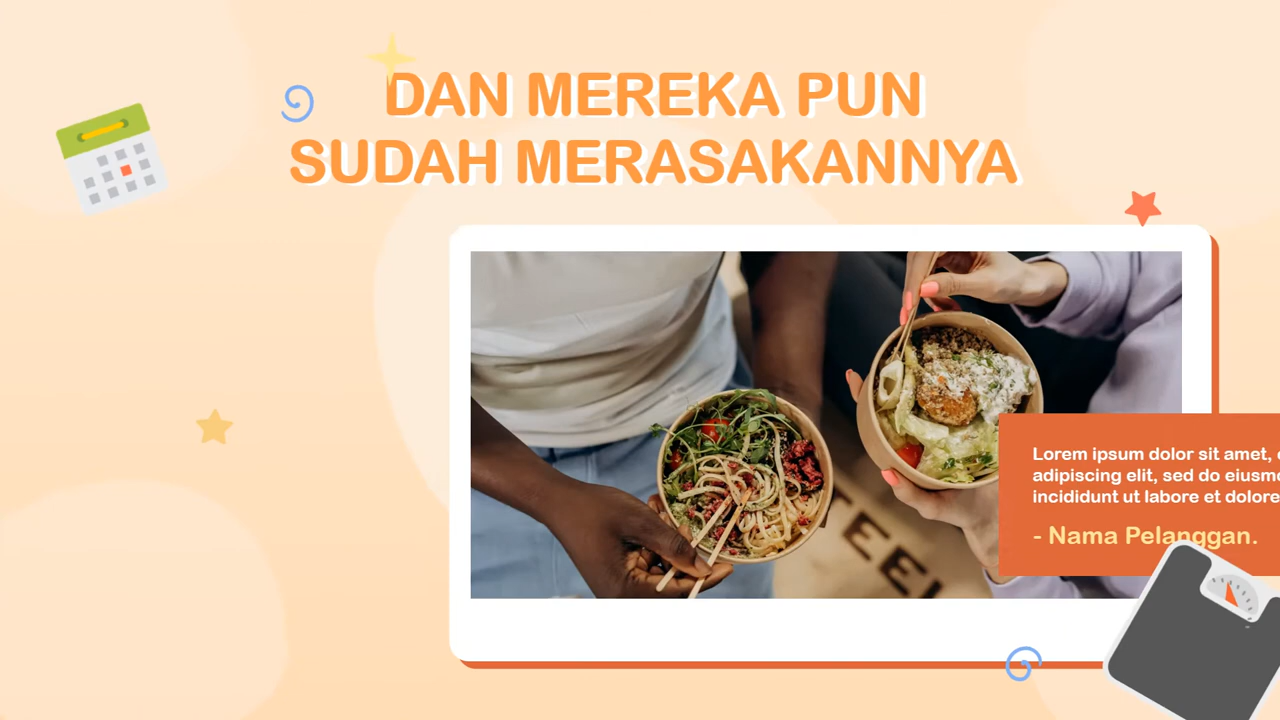 DAN MEREKA PUN
SUDAH MERASAKANNYA
Lorem ipsum dolor sit amet,
adipiscing elit, sed do eiusmo
incididunt ut labore et dolore
- Nama Pelanggan.